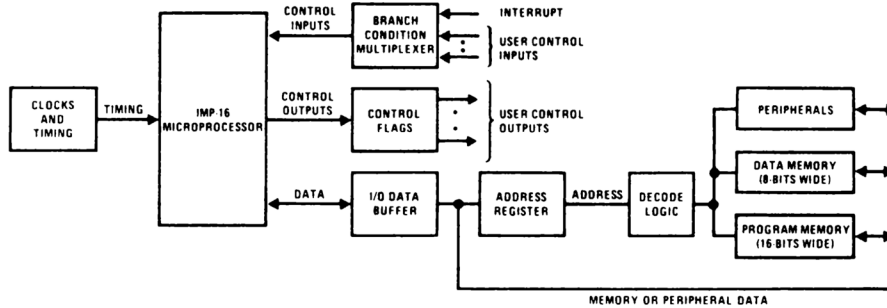 CONTROL
INPUTS
BRANCH
CONDITION
MULTIPLEXER
INTERRUPT
USER CONTROL
INPUTS
CLOCKS
AND
TIMING
TIMING
IMP-16
MICROPROCESSOR
CONTROL
OUTPUTS
CONTROL
FLAGS
USER CONTROL
OUTPUTS
PERIPHERALS
DATA MEMORY
(8-BITS WIDE)
DATA
I/O DATA
BUFFER
ADDRESS
REGISTER
ADDRESS
DECODE
LOGIC
PROGRAM MEMORY
(16-BITS WIDE)
MEMORY OR PERIPHERAL DATA